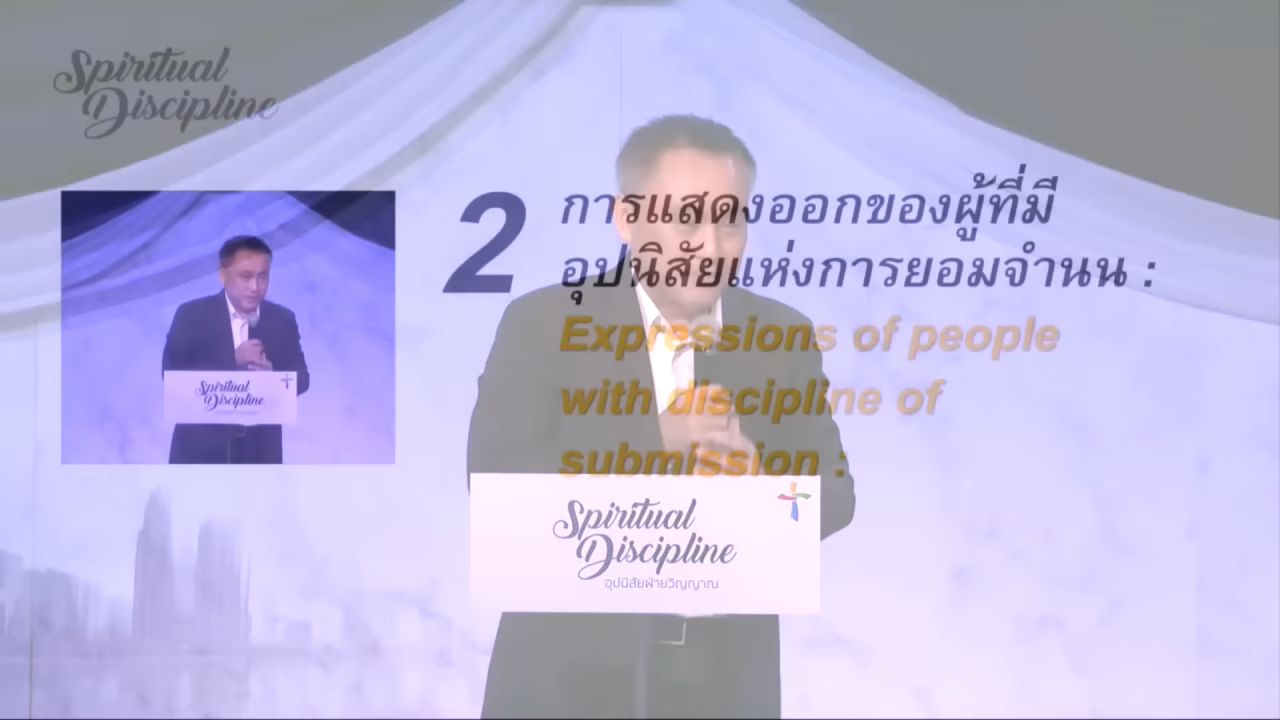 Spiritual
Discipline
2
การแสดงออกของผู้ที่มี
อุปนิสัยแห่งการยอมจำนน :
Expressions of people
with discipline of
submission :
Spiritual
Discipline
Spiritual
Discipline
อุปนิสัยฝ่ายวิญญาณ